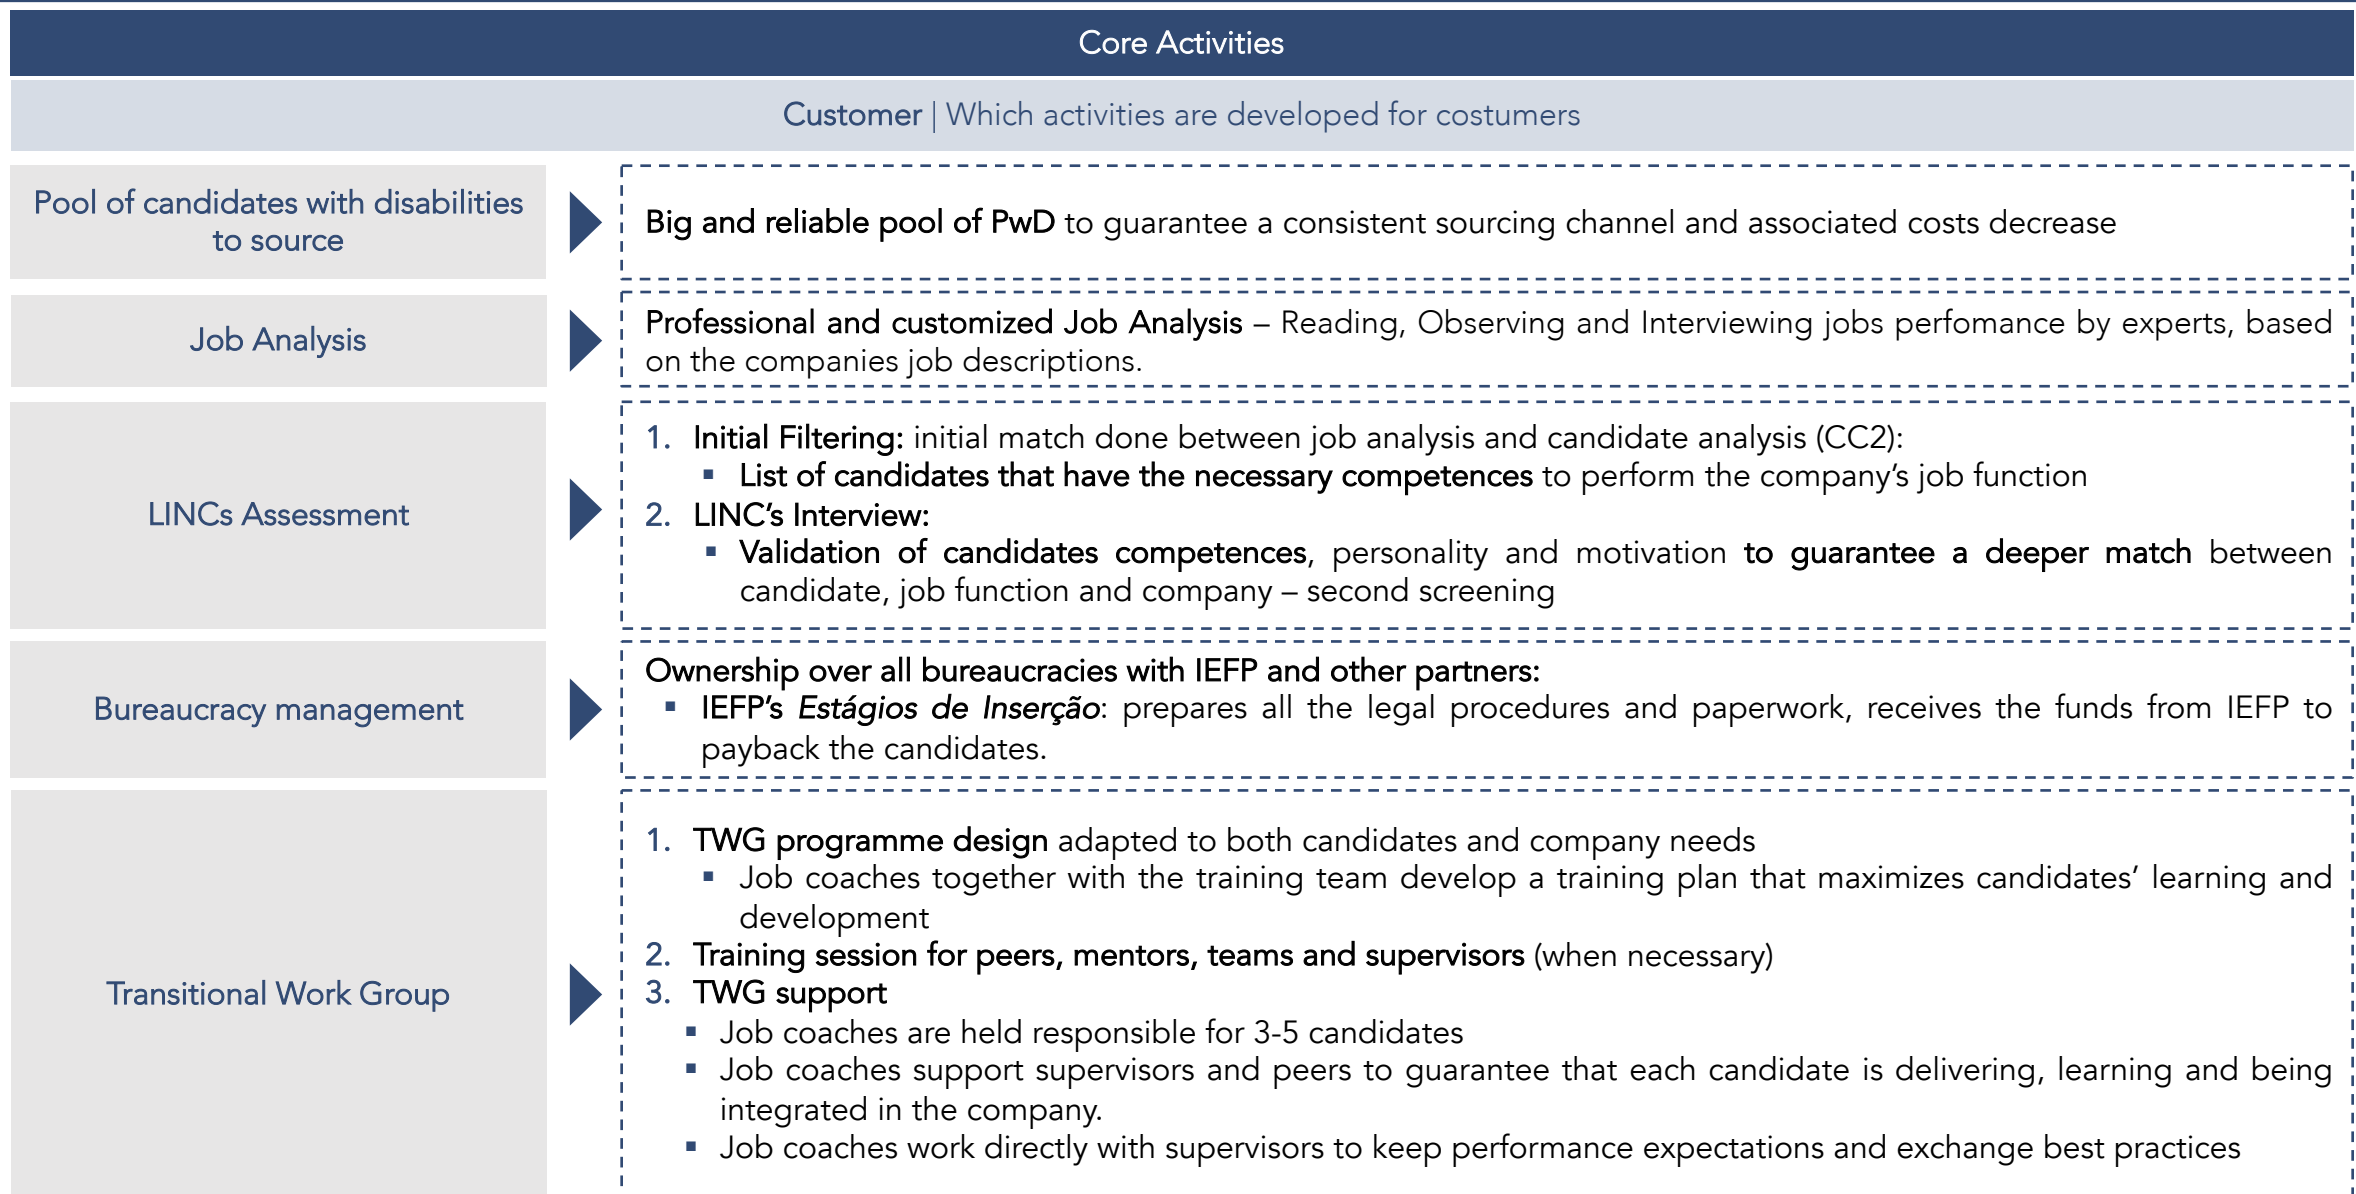 Core Activities
Customer | Which activities are developed for costumers
Pool of candidates with disabilities
to source
Big and reliable pool of PwD to guarantee a consistent sourcing channel and associated costs decrease
Job Analysis
Professional and customized Job Analysis – Reading, Observing and Interviewing jobs perfomance by experts, based
on the companies job descriptions.
LINCs Assessment
1. Initial Filtering: initial match done between job analysis and candidate analysis (CC2):
▪ List of candidates that have the necessary competences to perform the company’s job function
2. LINC’s Interview:
▪ Validation of candidates competences, personality and motivation to guarantee a deeper match between
candidate, job function and company – second screening
Bureaucracy management
Ownership over all bureaucracies with IEFP and other partners:
▪ IEFP’s Estágios de Inserção: prepares all the legal procedures and paperwork, receives the funds from IEFP to
payback the candidates.
Transitional Work Group
1. TWG programme design adapted to both candidates and company needs
▪ Job coaches together with the training team develop a training plan that maximizes candidates’ learning and
development
2. Training session for peers, mentors, teams and supervisors (when necessary)
3. TWG support
▪ Job coaches are held responsible for 3-5 candidates
▪ Job coaches support supervisors and peers to guarantee that each candidate is delivering, learning and being
integrated in the company.
▪ Job coaches work directly with supervisors to keep performance expectations and exchange best practices